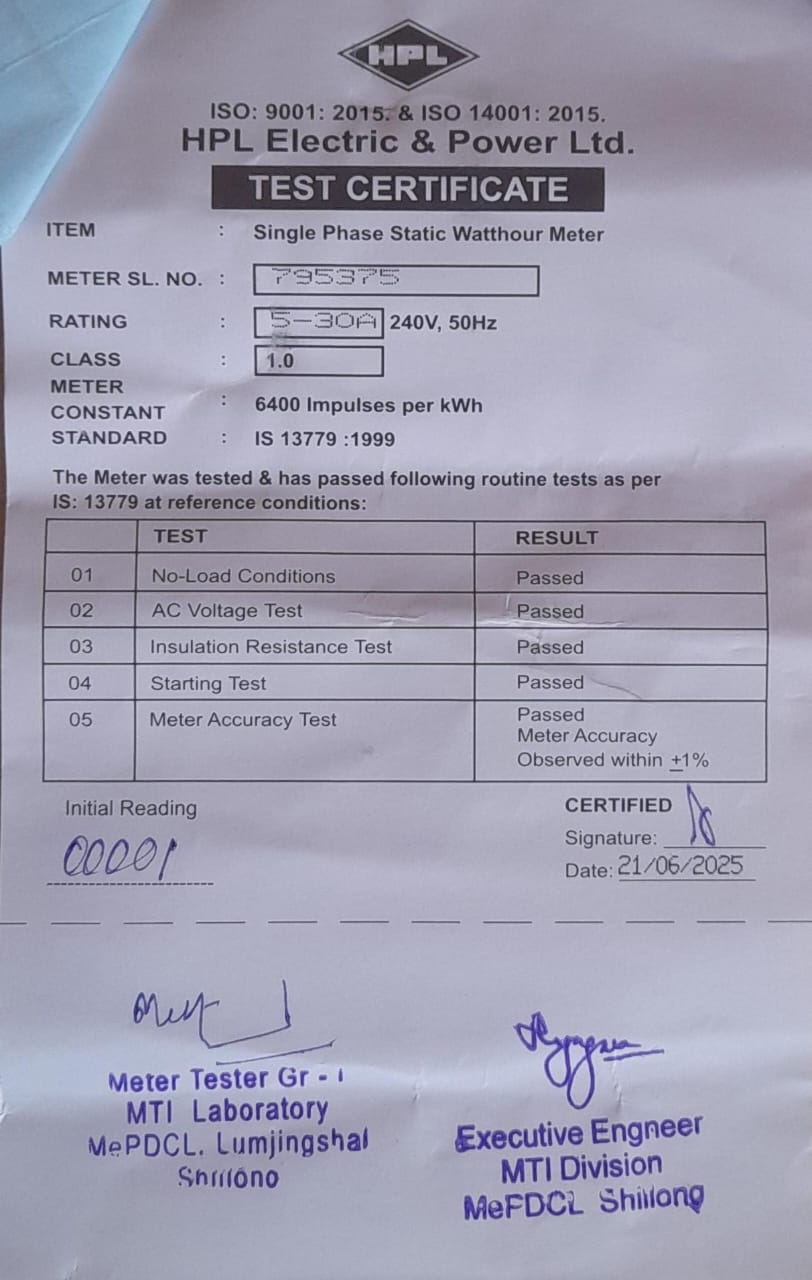 HPL
ISO: 9001: 2015. & ISO 14001: 2015.
HPL Electric & Power Ltd.
TEST CERTIFICATE
ITEM : Single Phase Static Watthour Meter
METER SL. NO. : 795375
RATING : 5-30A 240V, 50Hz
CLASS : 1.0
METER
CONSTANT : 6400 Impulses per kWh
STANDARD : IS 13779 :1999
The Meter was tested & has passed following routine tests as per
IS: 13779 at reference conditions:
TEST RESULT
01 No-Load Conditions Passed
02 AC Voltage Test Passed
03 Insulation Resistance Test Passed
04 Starting Test Passed
05 Meter Accuracy Test Passed
Meter Accuracy
Observed within ±1%
Initial Reading
00001
CERTIFIED
Signature:
Date: 21/06/2025
Meter Tester Gr - I
MTI Laboratory
MePDCL. Lumjingshai
Shillong
Executive Engneer
MTI Division
MePDCL Shillong